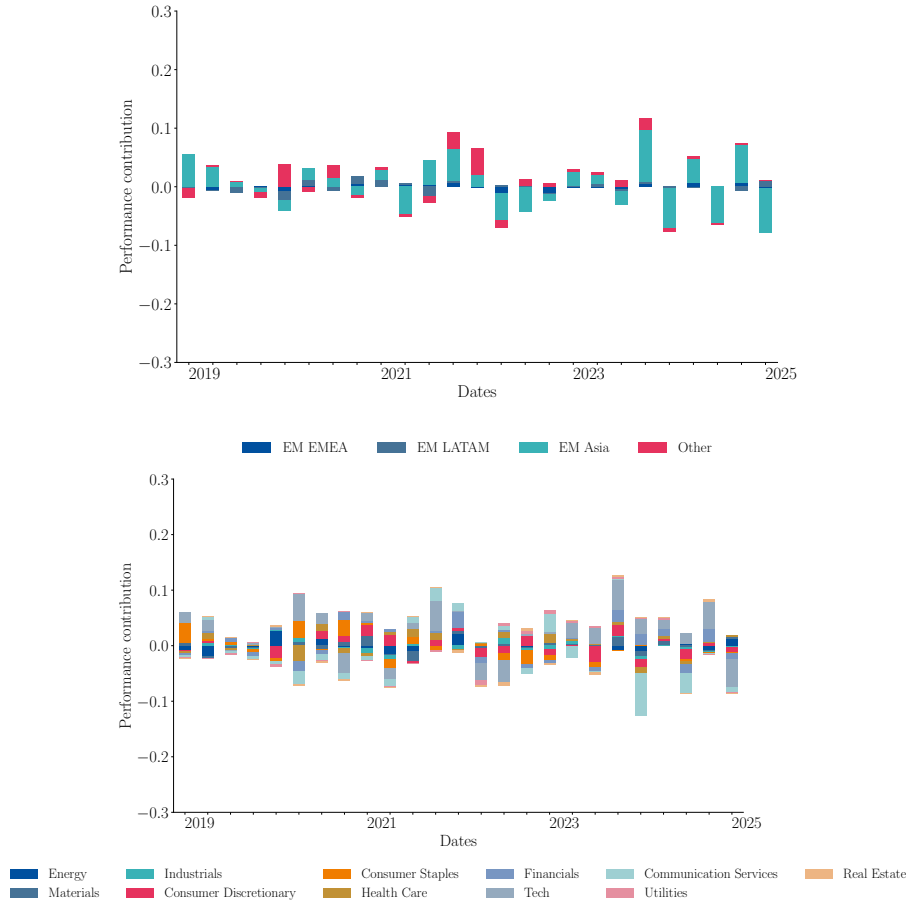 0.3
0.2
0.1
0.0
−0.1
−0.2
−0.3
Performance contribution
2019 2021 2023 2025
Dates
EM EMEA EM LATAM EM Asia Other
0.3
0.2
0.1
0.0
−0.1
−0.2
−0.3
Performance contribution
2019 2021 2023 2025
Dates
Energy Industrials Consumer Staples Financials Communication Services Real Estate
Materials Consumer Discretionary Health Care Tech Utilities